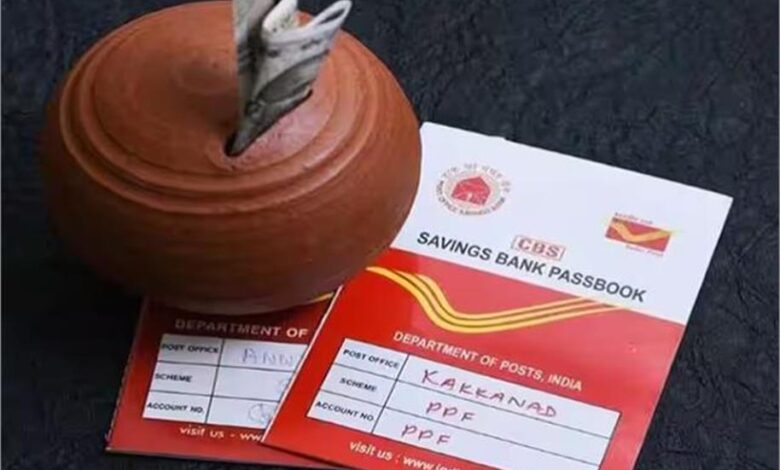 CBS
SAVINGS BANK PASSBOOK
DEPARTMENT OF POSTS, INDIA
POST OFFICE KAKKANAD
SCHEME PPF
ACCOUNT NO. PPF
visit us : www.in
DEPARTMENT OF
POST OFFICE
SCHEME
ACCOUNT NO.
visit us - www